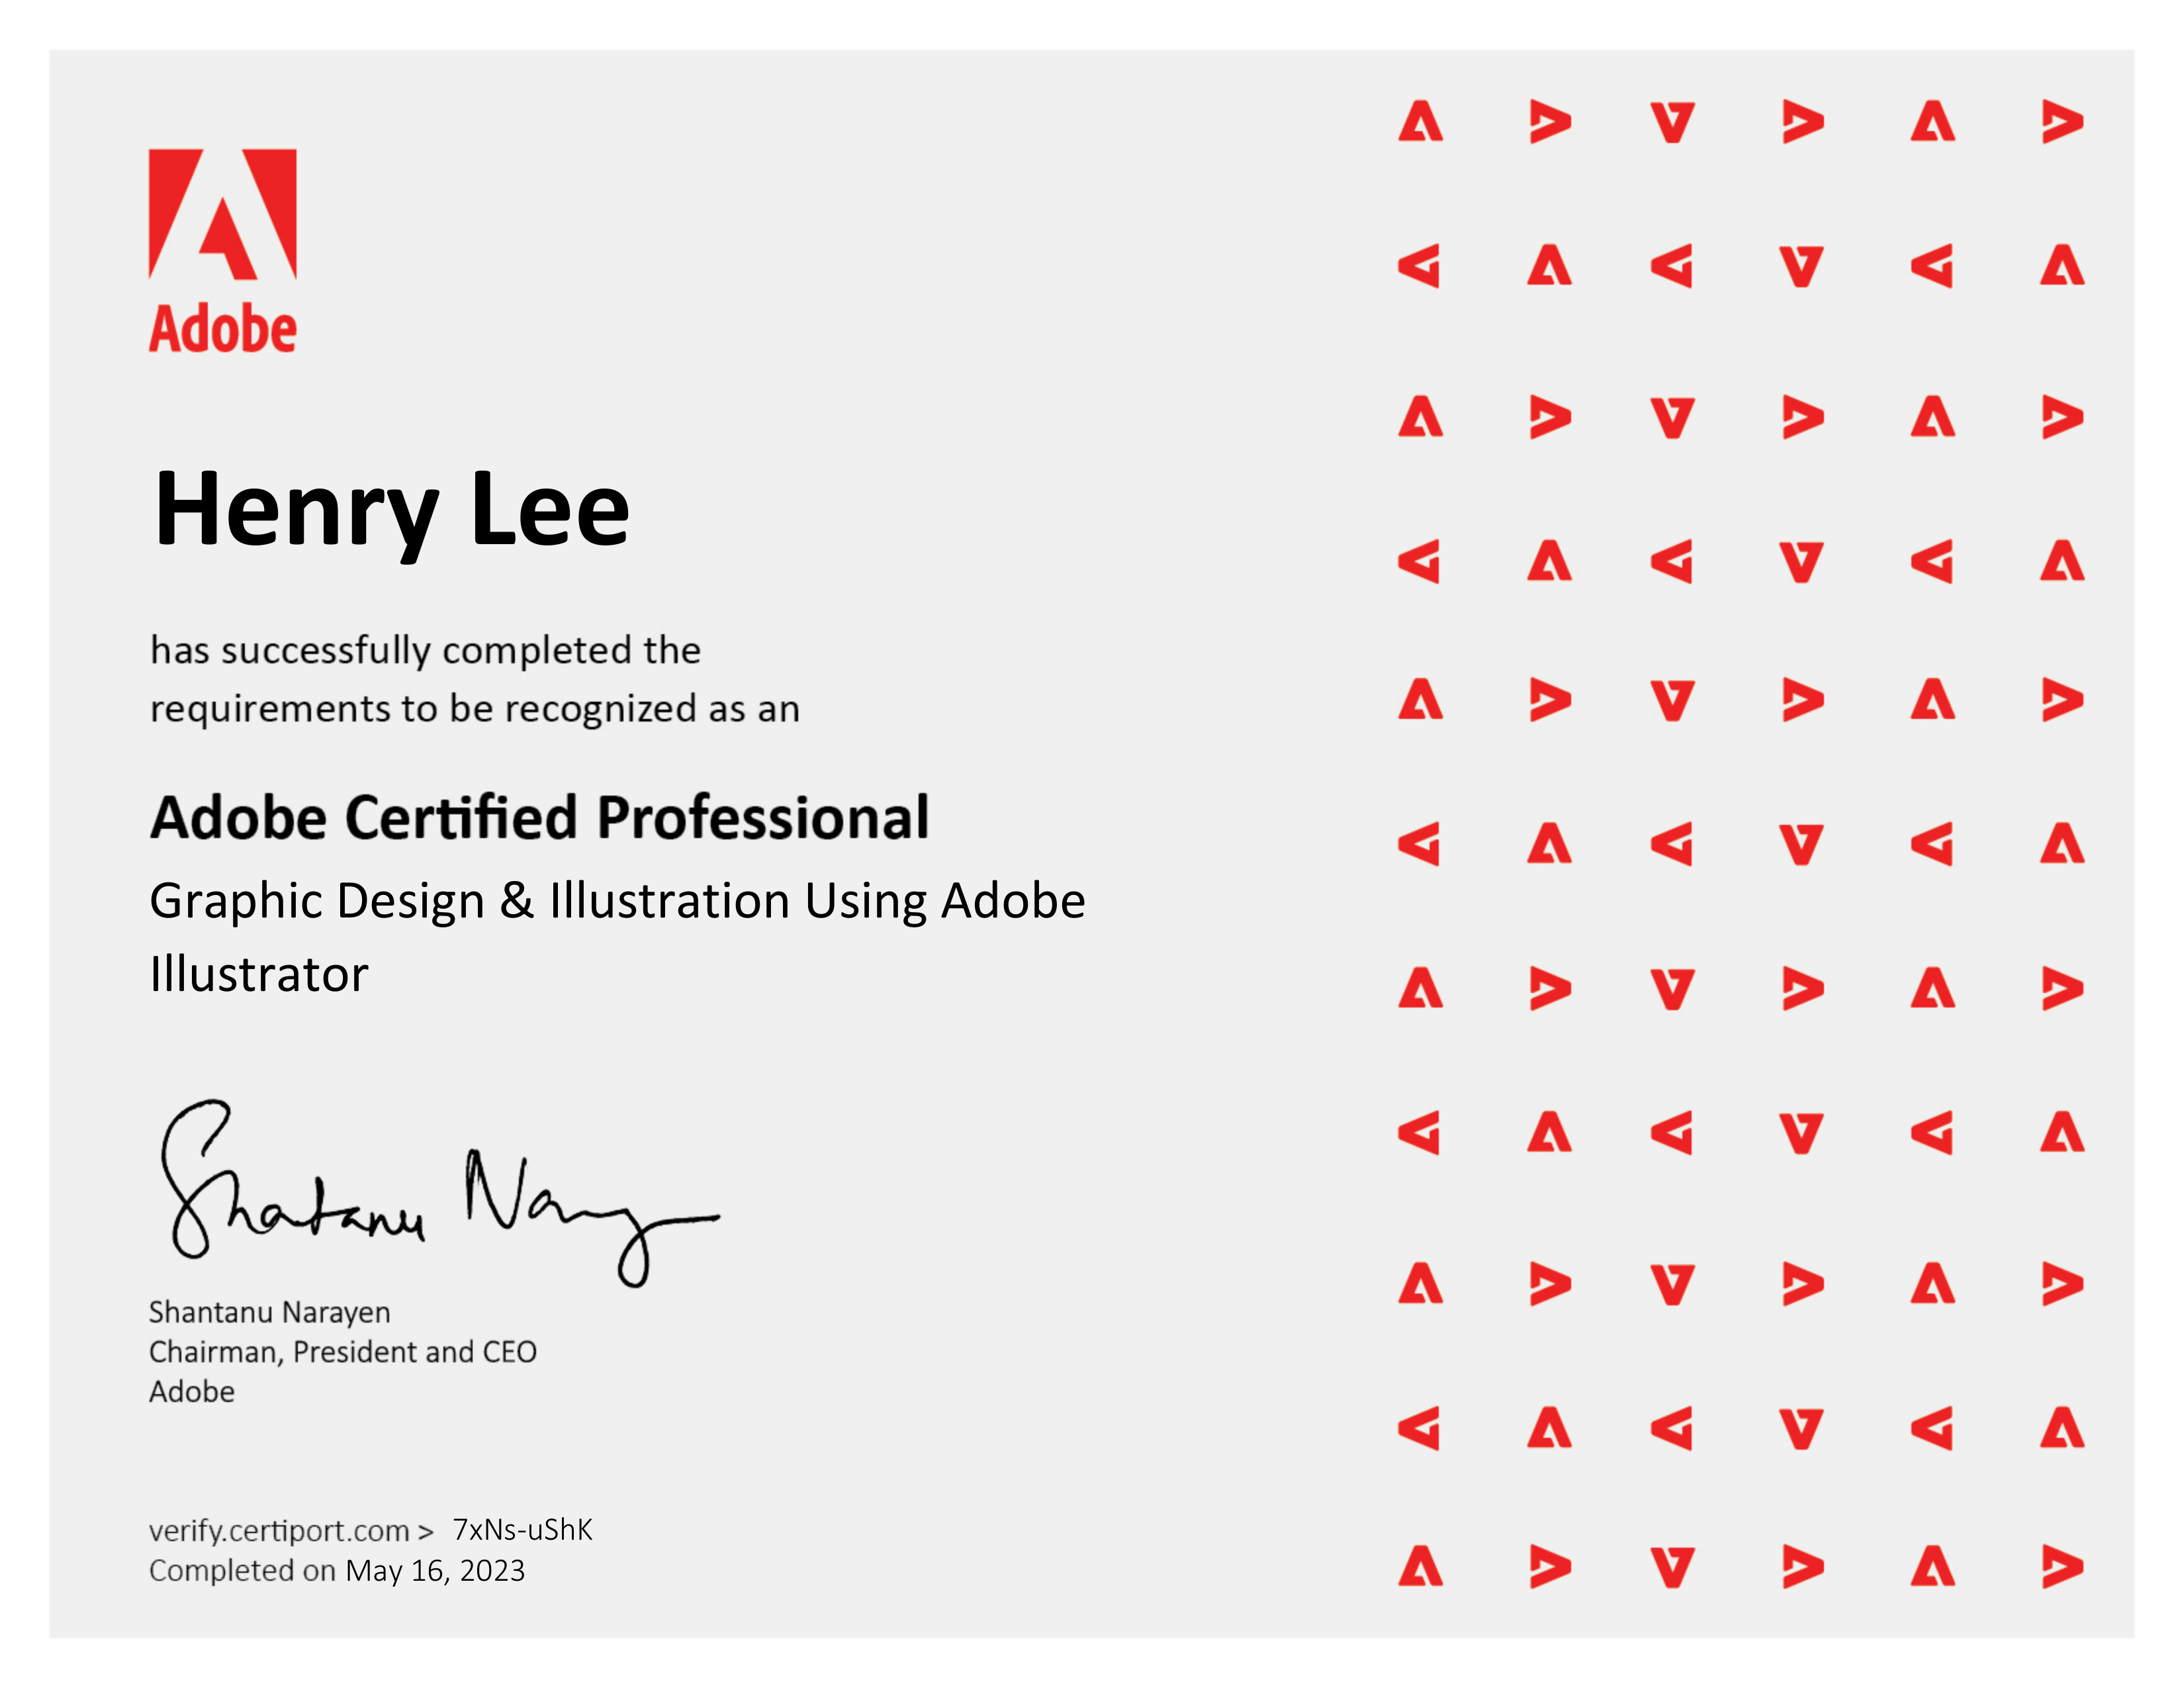 Adobe
Henry Lee
has successfully completed the
requirements to be recognized as an
Adobe Certified Professional
Graphic Design & Illustration Using Adobe
Illustrator
Shantanu Narayen
Chairman, President and CEO
Adobe
verify.certiport.com > 7xNs-uShK
Completed on May 16, 2023